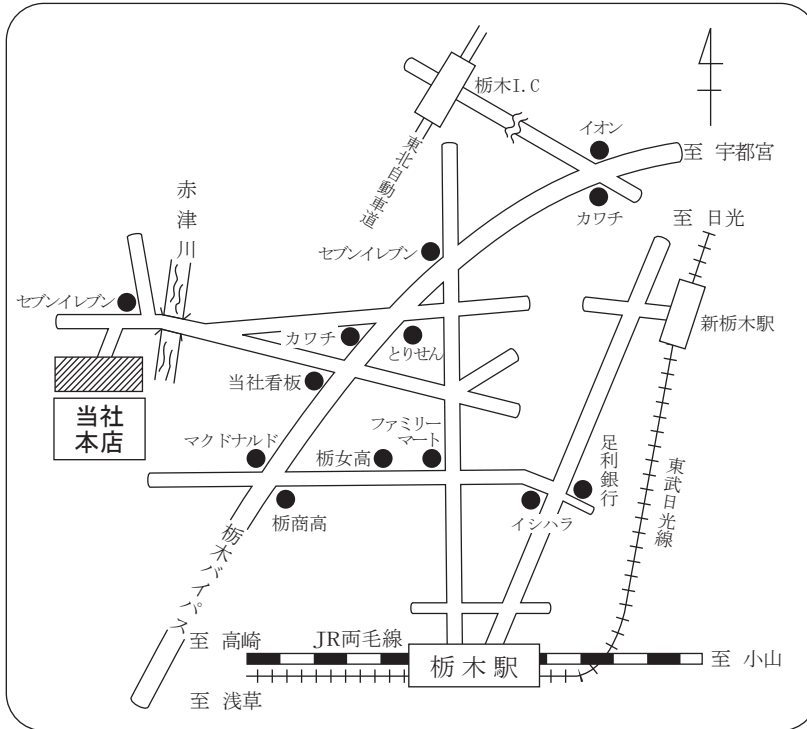 栃木I.C
イオン
至 宇都宮
東北自動車道
カワチ
赤津川
至 日光
セブンイレブン
セブンイレブン
新栃木駅
カワチ
とりせん
当社看板
当社
本店
ファミリー
マート
マクドナルド
栃女高
足利銀行
東武日光線
栃商高
イシハラ
栃木バイパス
至 高崎
JR両毛線
栃木駅
至 小山
至 浅草